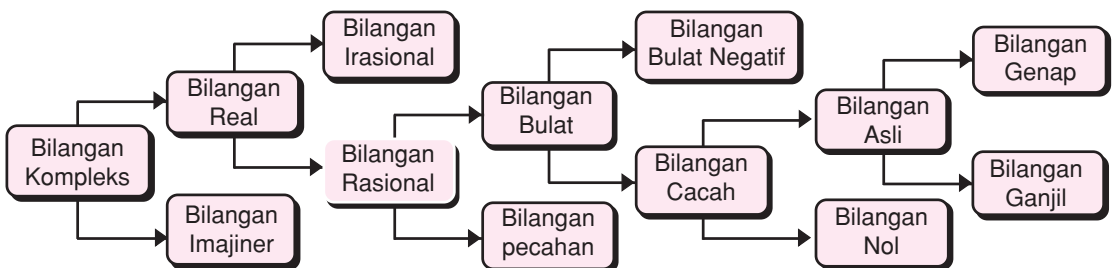 Bilangan
Kompleks
Bilangan
Real
Bilangan
Imajiner
Bilangan
Irasional
Bilangan
Rasional
Bilangan
Bulat
Bilangan
pecahan
Bilangan
Bulat Negatif
Bilangan
Cacah
Bilangan
Asli
Bilangan
Nol
Bilangan
Genap
Bilangan
Ganjil